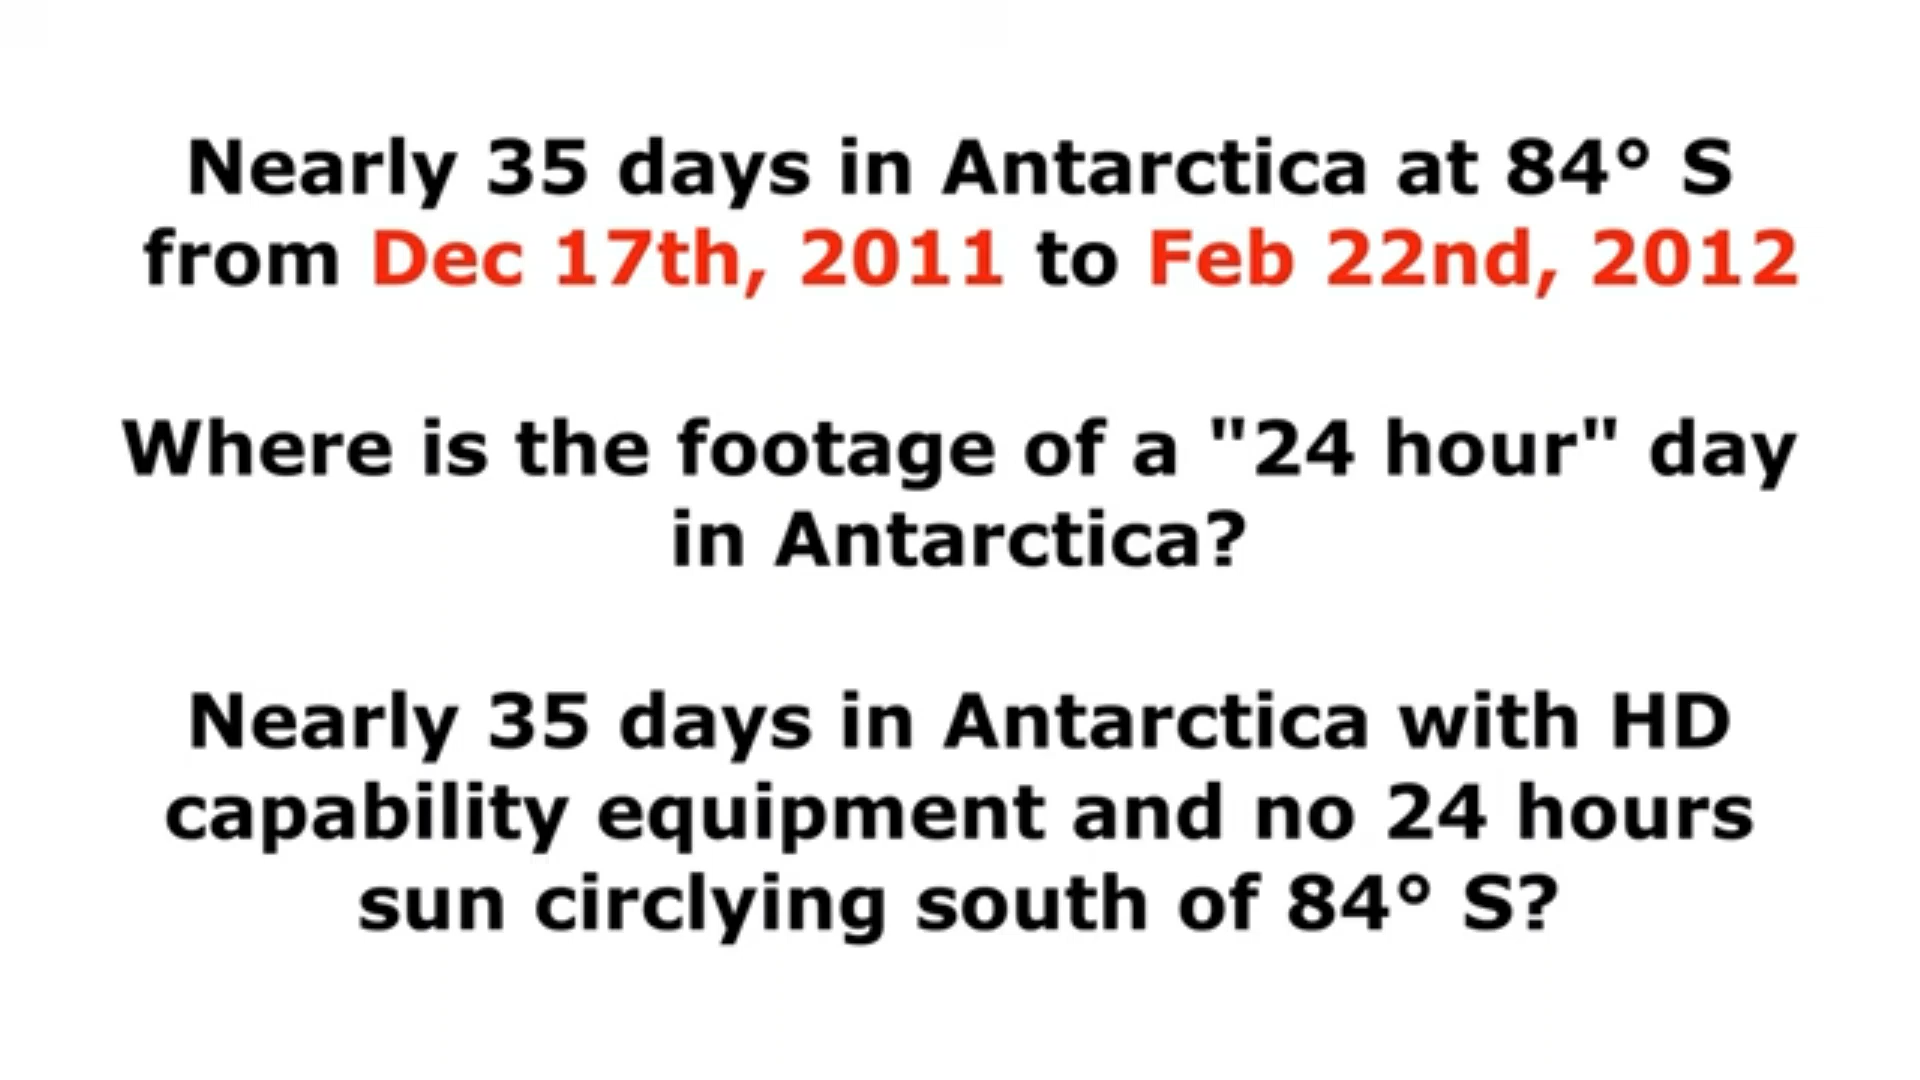 Nearly 35 days in Antarctica at 84° S
from Dec 17th, 2011 to Feb 22nd, 2012
Where is the footage of a "24 hour" day
in Antarctica?
Nearly 35 days in Antarctica with HD
capability equipment and no 24 hours
sun circlying south of 84° S?